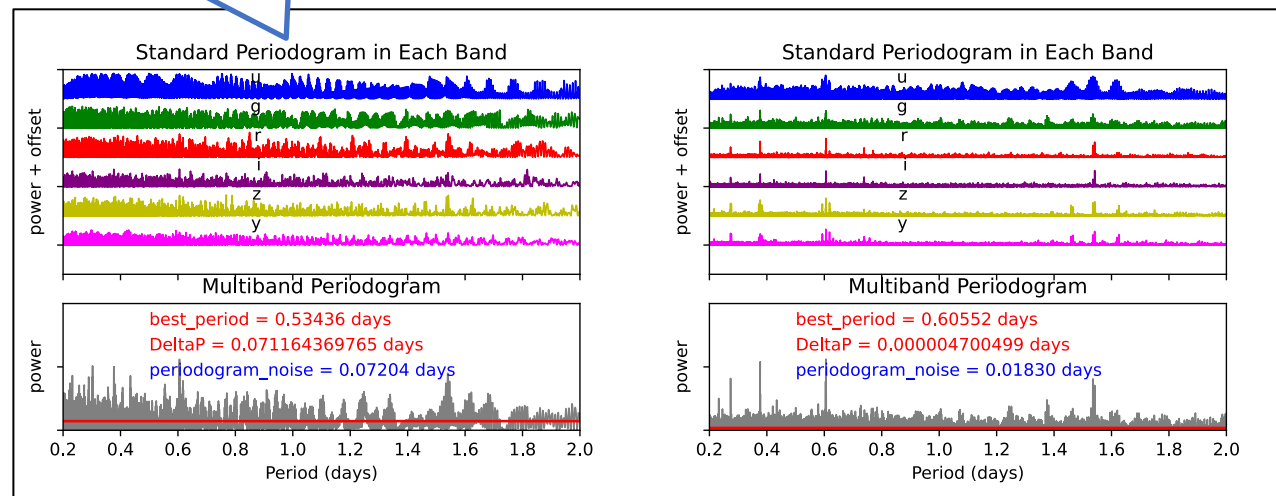 Standard Periodogram in Each Band
power + offset
u
g
r
i
z
y
Multiband Periodogram
power
best_period = 0.53436 days
DeltaP = 0.071164369765 days
periodogram_noise = 0.07204 days
0.2 0.4 0.6 0.8 1.0 1.2 1.4 1.6 1.8 2.0
Period (days)
Standard Periodogram in Each Band
power + offset
u
g
r
i
z
y
Multiband Periodogram
power
best_period = 0.60552 days
DeltaP = 0.000004700499 days
periodogram_noise = 0.01830 days
0.2 0.4 0.6 0.8 1.0 1.2 1.4 1.6 1.8 2.0
Period (days)